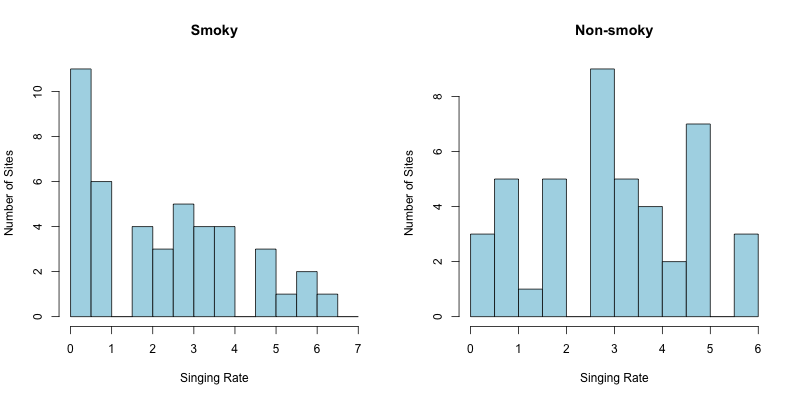 Smoky
Number of Sites
0 2 4 6 8 10
0 1 2 3 4 5 6 7
Singing Rate
Non-smoky
Number of Sites
0 2 4 6 8
0 1 2 3 4 5 6
Singing Rate